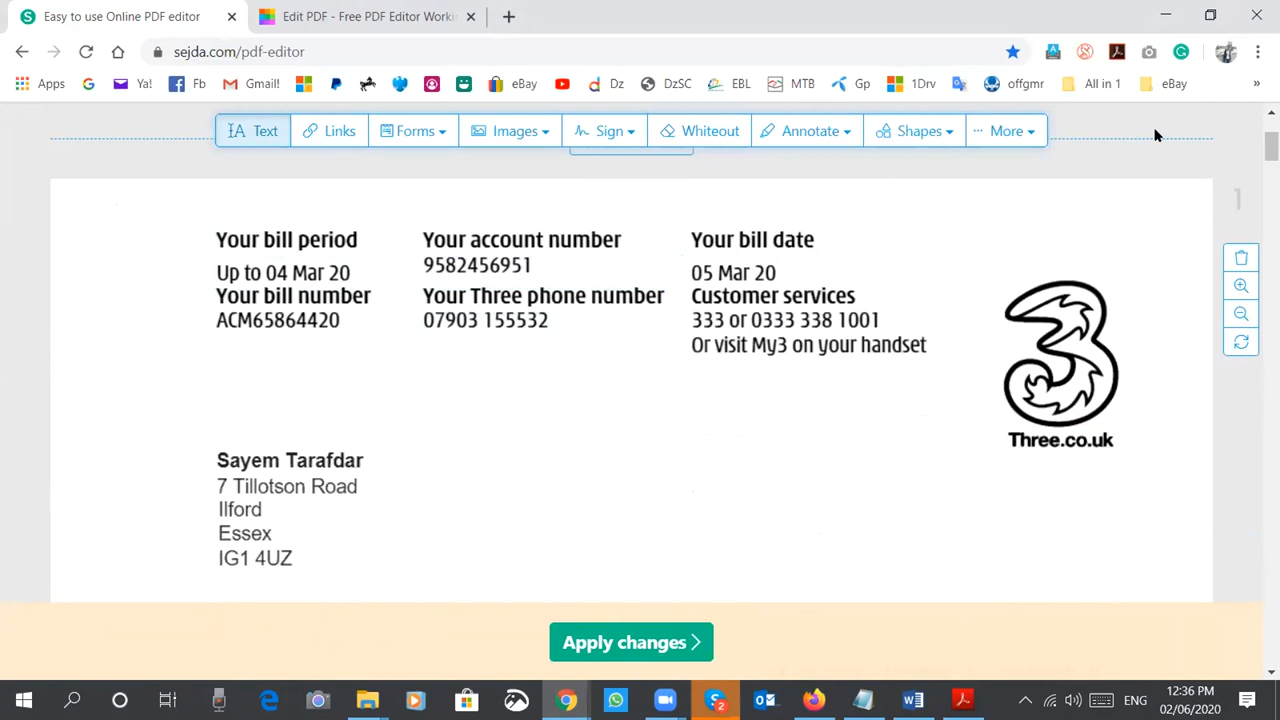 Easy to use Online PDF editor
Edit PDF - Free PDF Editor Worki
sejda.com/pdf-editor
Apps Ya! Fb Gmail! eBay Dz DzSC EBL MTB Gp 1Drv offgmr All in 1 eBay »
Text Links Forms Images Sign Whiteout Annotate Shapes More
1
Your bill period Your account number Your bill date
9582456951
Up to 04 Mar 20 05 Mar 20
Your bill number Your Three phone number Customer services
ACM65864420 07903 155532 333 or 0333 338 1001
Or visit My3 on your handset
Three.co.uk
Sayem Tarafdar
7 Tillotson Road
Ilford
Essex
IG1 4UZ
Apply changes
2
ENG
12:36 PM
02/06/2020